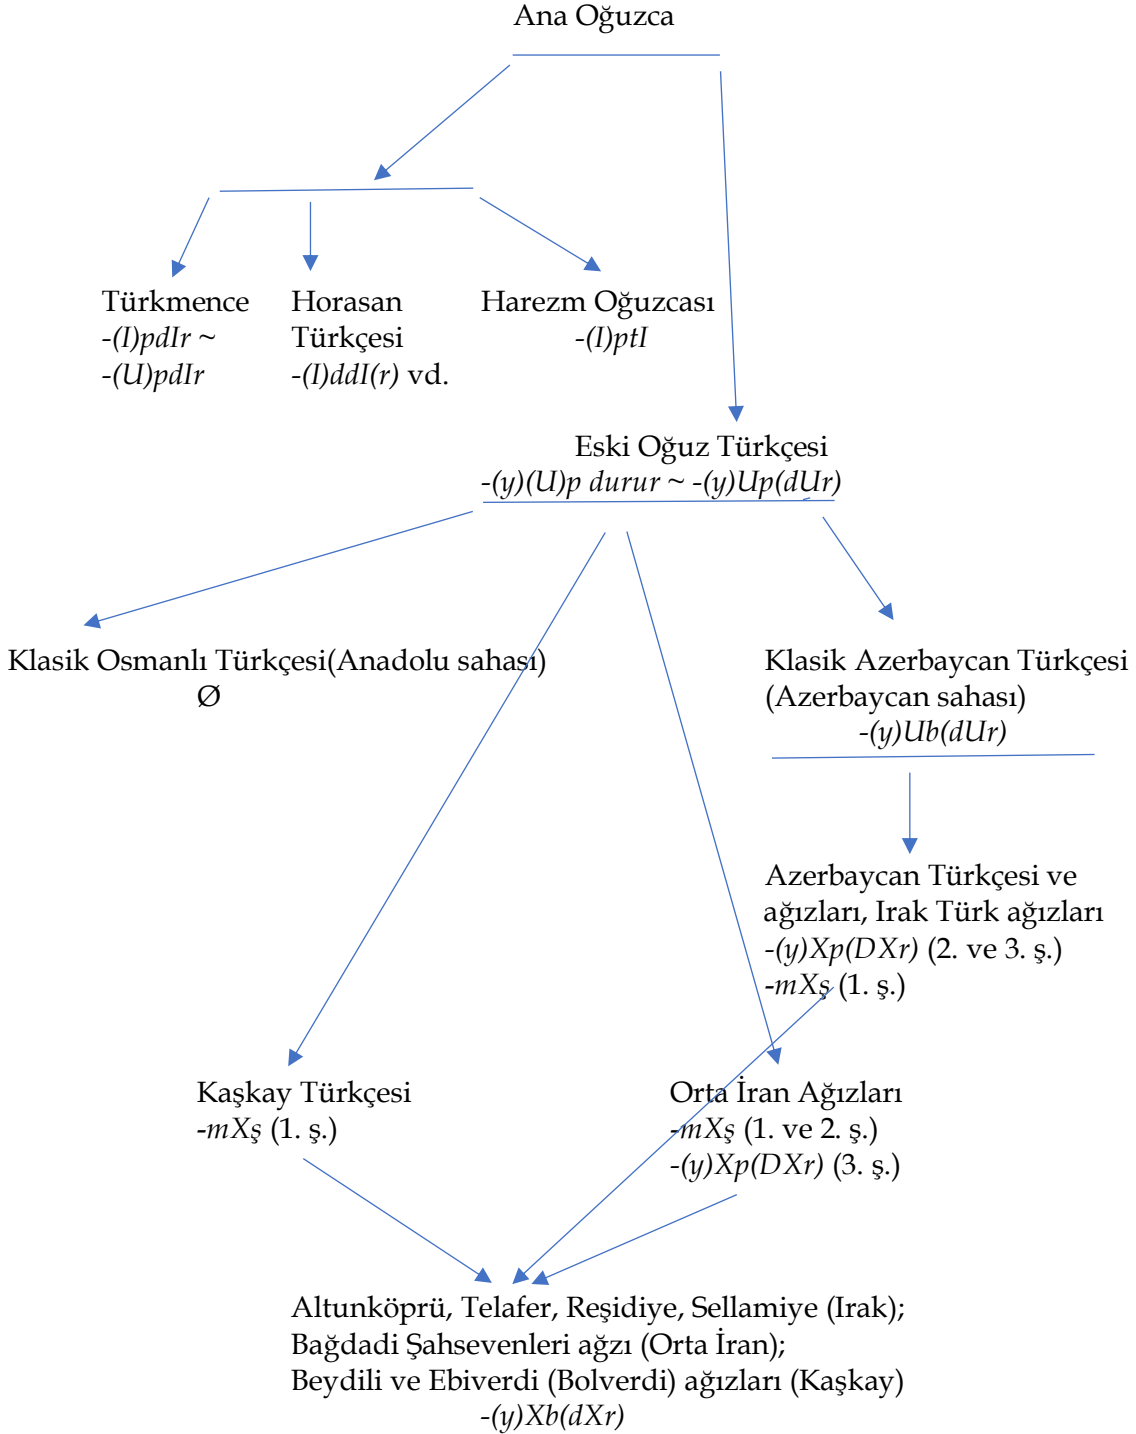 Ana Oğuzca
Türkmence
-(I)pdIr ~
-(U)pdIr
Horasan
Türkçesi
-(I)ddI(r) vd.
Harezm Oğuzcası
-(I)ptI
Eski Oğuz Türkçesi
-(y)(U)p durur ~ -(y)Up(dUr)
Klasik Osmanlı Türkçesi(Anadolu sahası)
Ø
Klasik Azerbaycan Türkçesi
(Azerbaycan sahası)
-(y)Ub(dUr)
Azerbaycan Türkçesi ve
ağızları, Irak Türk ağızları
-(y)Xp(DXr) (2. ve 3. ş.)
-mXş (1. ş.)
Kaşkay Türkçesi
-mXş (1. ş.)
Orta İran Ağızları
-mXş (1. ve 2. ş.)
-(y)Xp(DXr) (3. ş.)
Altunköprü, Telafer, Reşidiye, Sellamiye (Irak);
Bağdadi Şahsevenleri ağzı (Orta İran);
Beydili ve Ebiverdi (Bolverdi) ağızları (Kaşkay)
-(y)Xb(dXr)